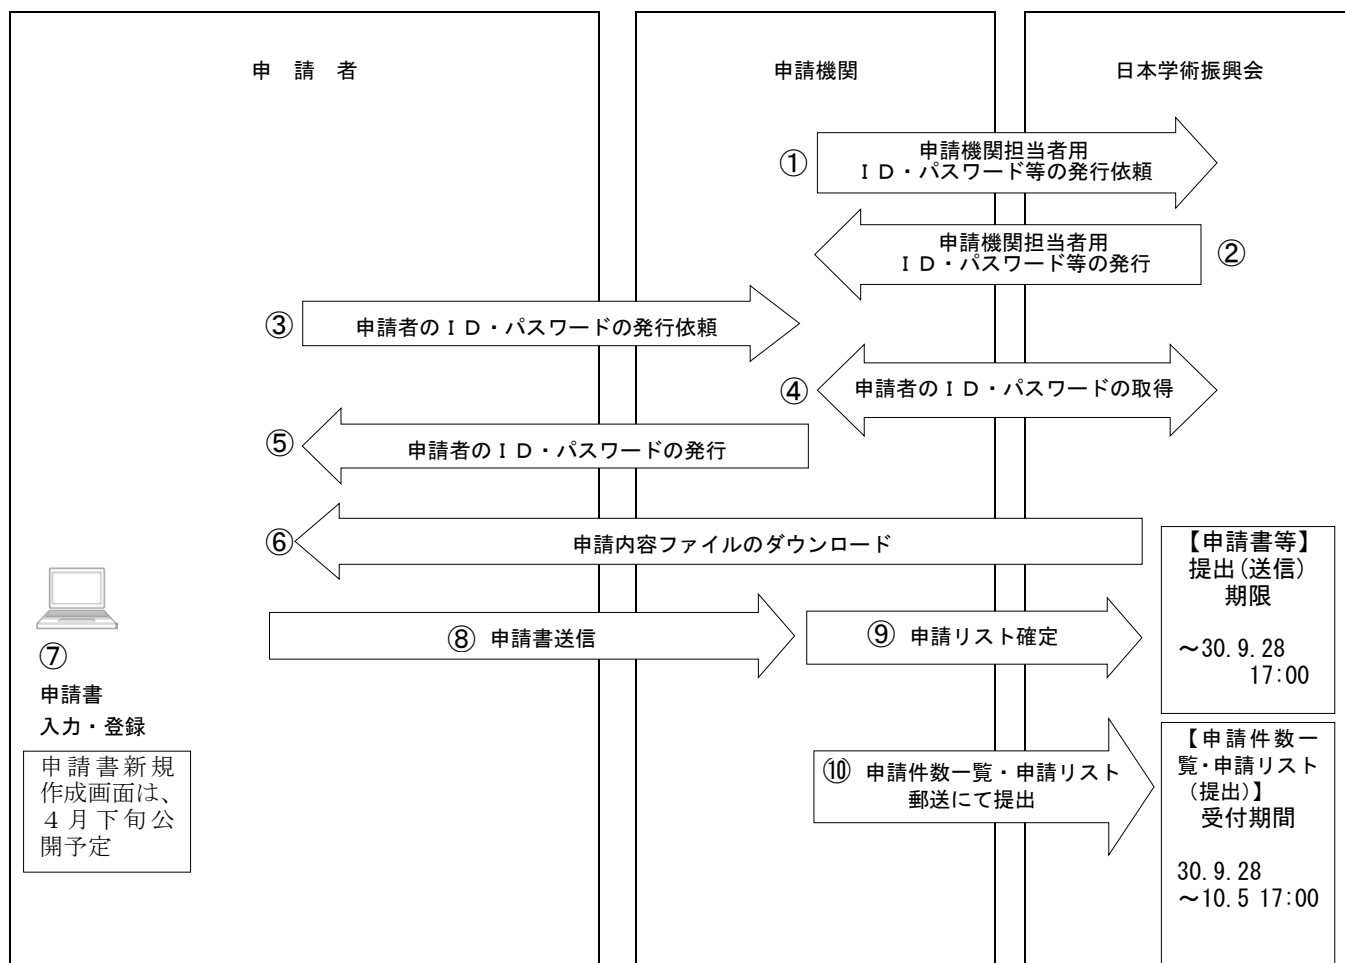 申　請　者
申請機関
日本学術振興会
①
申請機関担当者用
ＩＤ・パスワード等の発行依頼
申請機関担当者用
ＩＤ・パスワード等の発行
②
③
申請者のＩＤ・パスワードの発行依頼
④
申請者のＩＤ・パスワードの取得
⑤
申請者のＩＤ・パスワードの発行
⑥
申請内容ファイルのダウンロード
【申請書等】
提出(送信)
期限
～30.9.28
17:00
⑦
申請書
入力・登録
申請書新規
作成画面は、
４月下旬公
開予定
⑧ 申請書送信
⑨ 申請リスト確定
⑩ 申請件数一覧・申請リスト
郵送にて提出
【申請件数一
覧・申請リスト
(提出)】
受付期間
30.9.28
～10.5 17:00